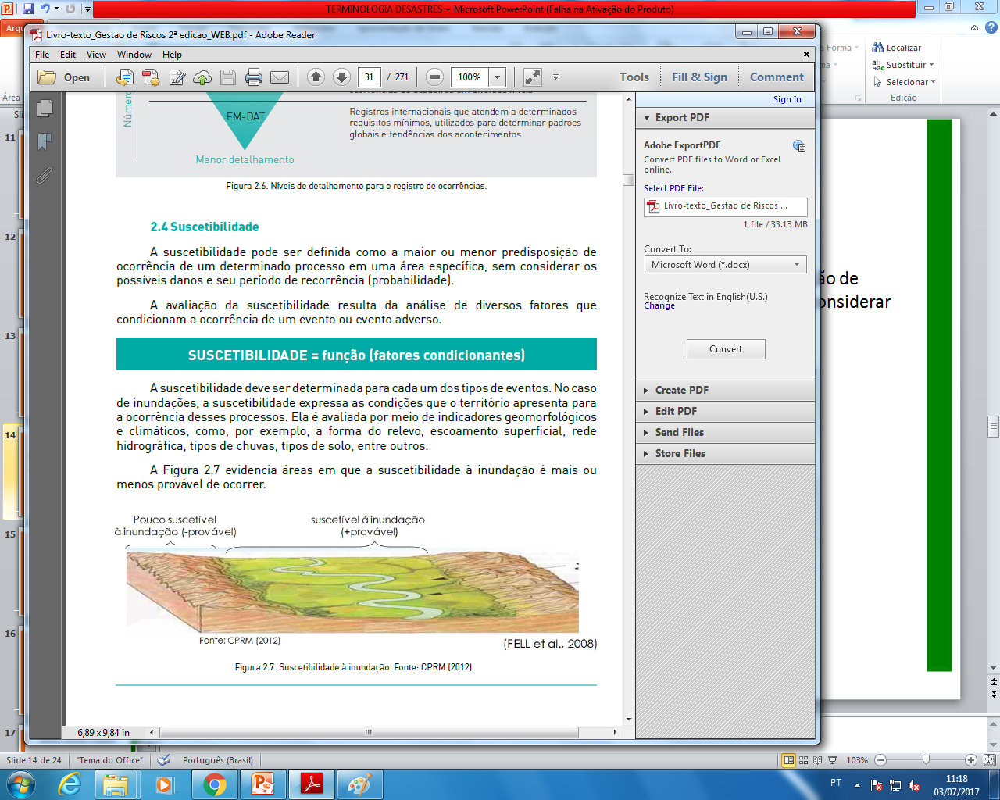 TERMINOLOGIA DESASTRES - Microsoft PowerPoint (Falha na Ativação do Produto)
Arqu
Livro-texto_Gestao de Riscos 2ª edicao_WEB.pdf - Adobe Reader
File Edit View Window Help
Open 31 / 271 100% Tools Fill & Sign Comment
Localizar
Substituir
Selecionar
Edição
Forma
Área
Sli
11
12
13
14
15
16
17
Número
EM-DAT
Registros internacionais que atendem a determinados
requisitos mínimos, utilizados para determinar padrões
globais e tendências dos acontecimentos
Menor detalhamento
Figura 2.6. Níveis de detalhamento para o registro de ocorrências.
2.4 Suscetibilidade
A suscetibilidade pode ser definida como a maior ou menor predisposição de
ocorrência de um determinado processo em uma área específica, sem considerar os
possíveis danos e seu período de recorrência (probabilidade).
A avaliação da suscetibilidade resulta da análise de diversos fatores que
condicionam a ocorrência de um evento ou evento adverso.
SUSCETIBILIDADE = função (fatores condicionantes)
A suscetibilidade deve ser determinada para cada um dos tipos de eventos. No caso
de inundações, a suscetibilidade expressa as condições que o território apresenta para
a ocorrência desses processos. Ela é avaliada por meio de indicadores geomorfológicos
e climáticos, como, por exemplo, a forma do relevo, escoamento superficial, rede
hidrográfica, tipos de chuvas, tipos de solo, entre outros.
A Figura 2.7 evidencia áreas em que a suscetibilidade à inundação é mais ou
menos provável de ocorrer.
Pouco suscetível
à inundação (-provável)
suscetível à inundação
(+provável)
Fonte: CPRM (2012)
(FELL et al., 2008)
Figura 2.7. Suscetibilidade à inundação. Fonte: CPRM (2012).
6,89 x 9,84 in
Sign In
Export PDF
Adobe ExportPDF
Convert PDF files to Word or Excel
online.
Select PDF File:
Livro-texto_Gestao de Riscos ...
1 file / 33.13 MB
Convert To:
Microsoft Word (*.docx)
Recognize Text in English(U.S.)
Change
Convert
Create PDF
Edit PDF
Send Files
Store Files
ão de
onsiderar
Slide 14 de 24 "Tema do Office" Português (Brasil) 103%
PT 11:18
03/07/2017